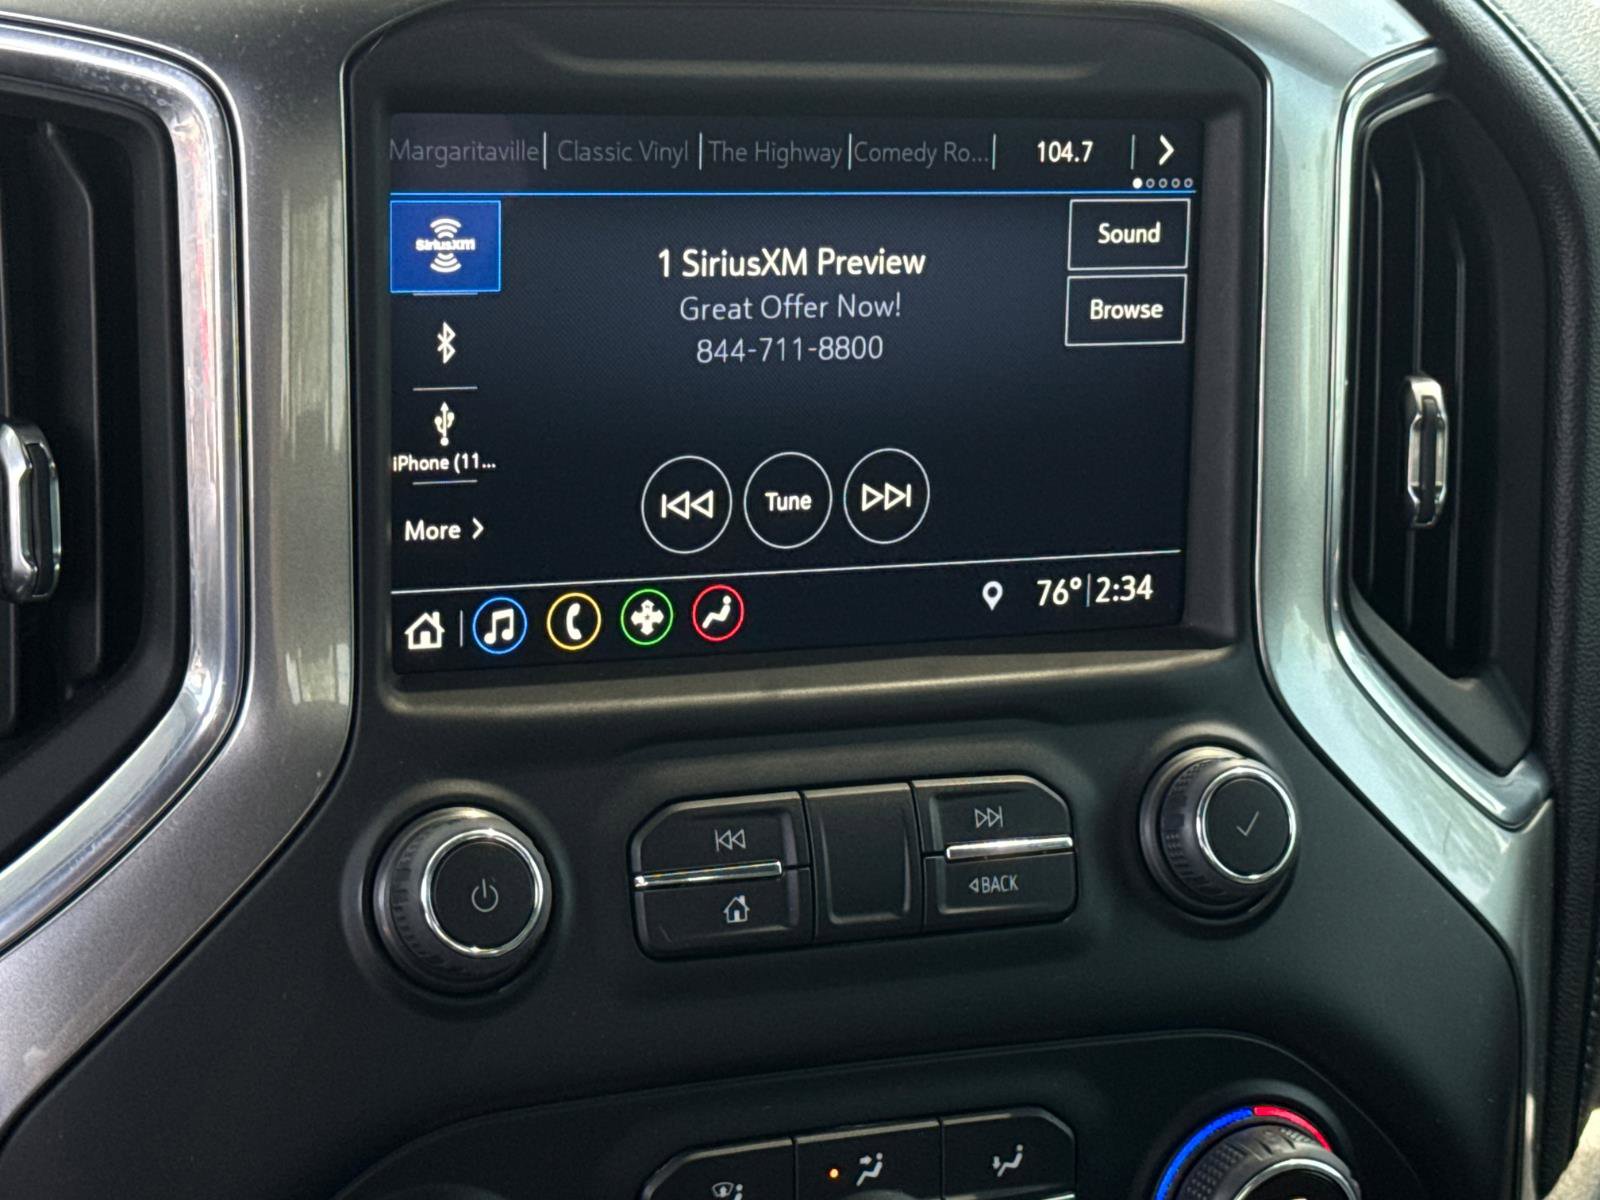 Margaritaville | Classic Vinyl | The Highway | Comedy Ro... | 104.7
SiriusXM
1 SiriusXM Preview
Great Offer Now!
844-711-8800
Sound
Browse
iPhone (11...
Tune
More
76° | 2:34
BACK